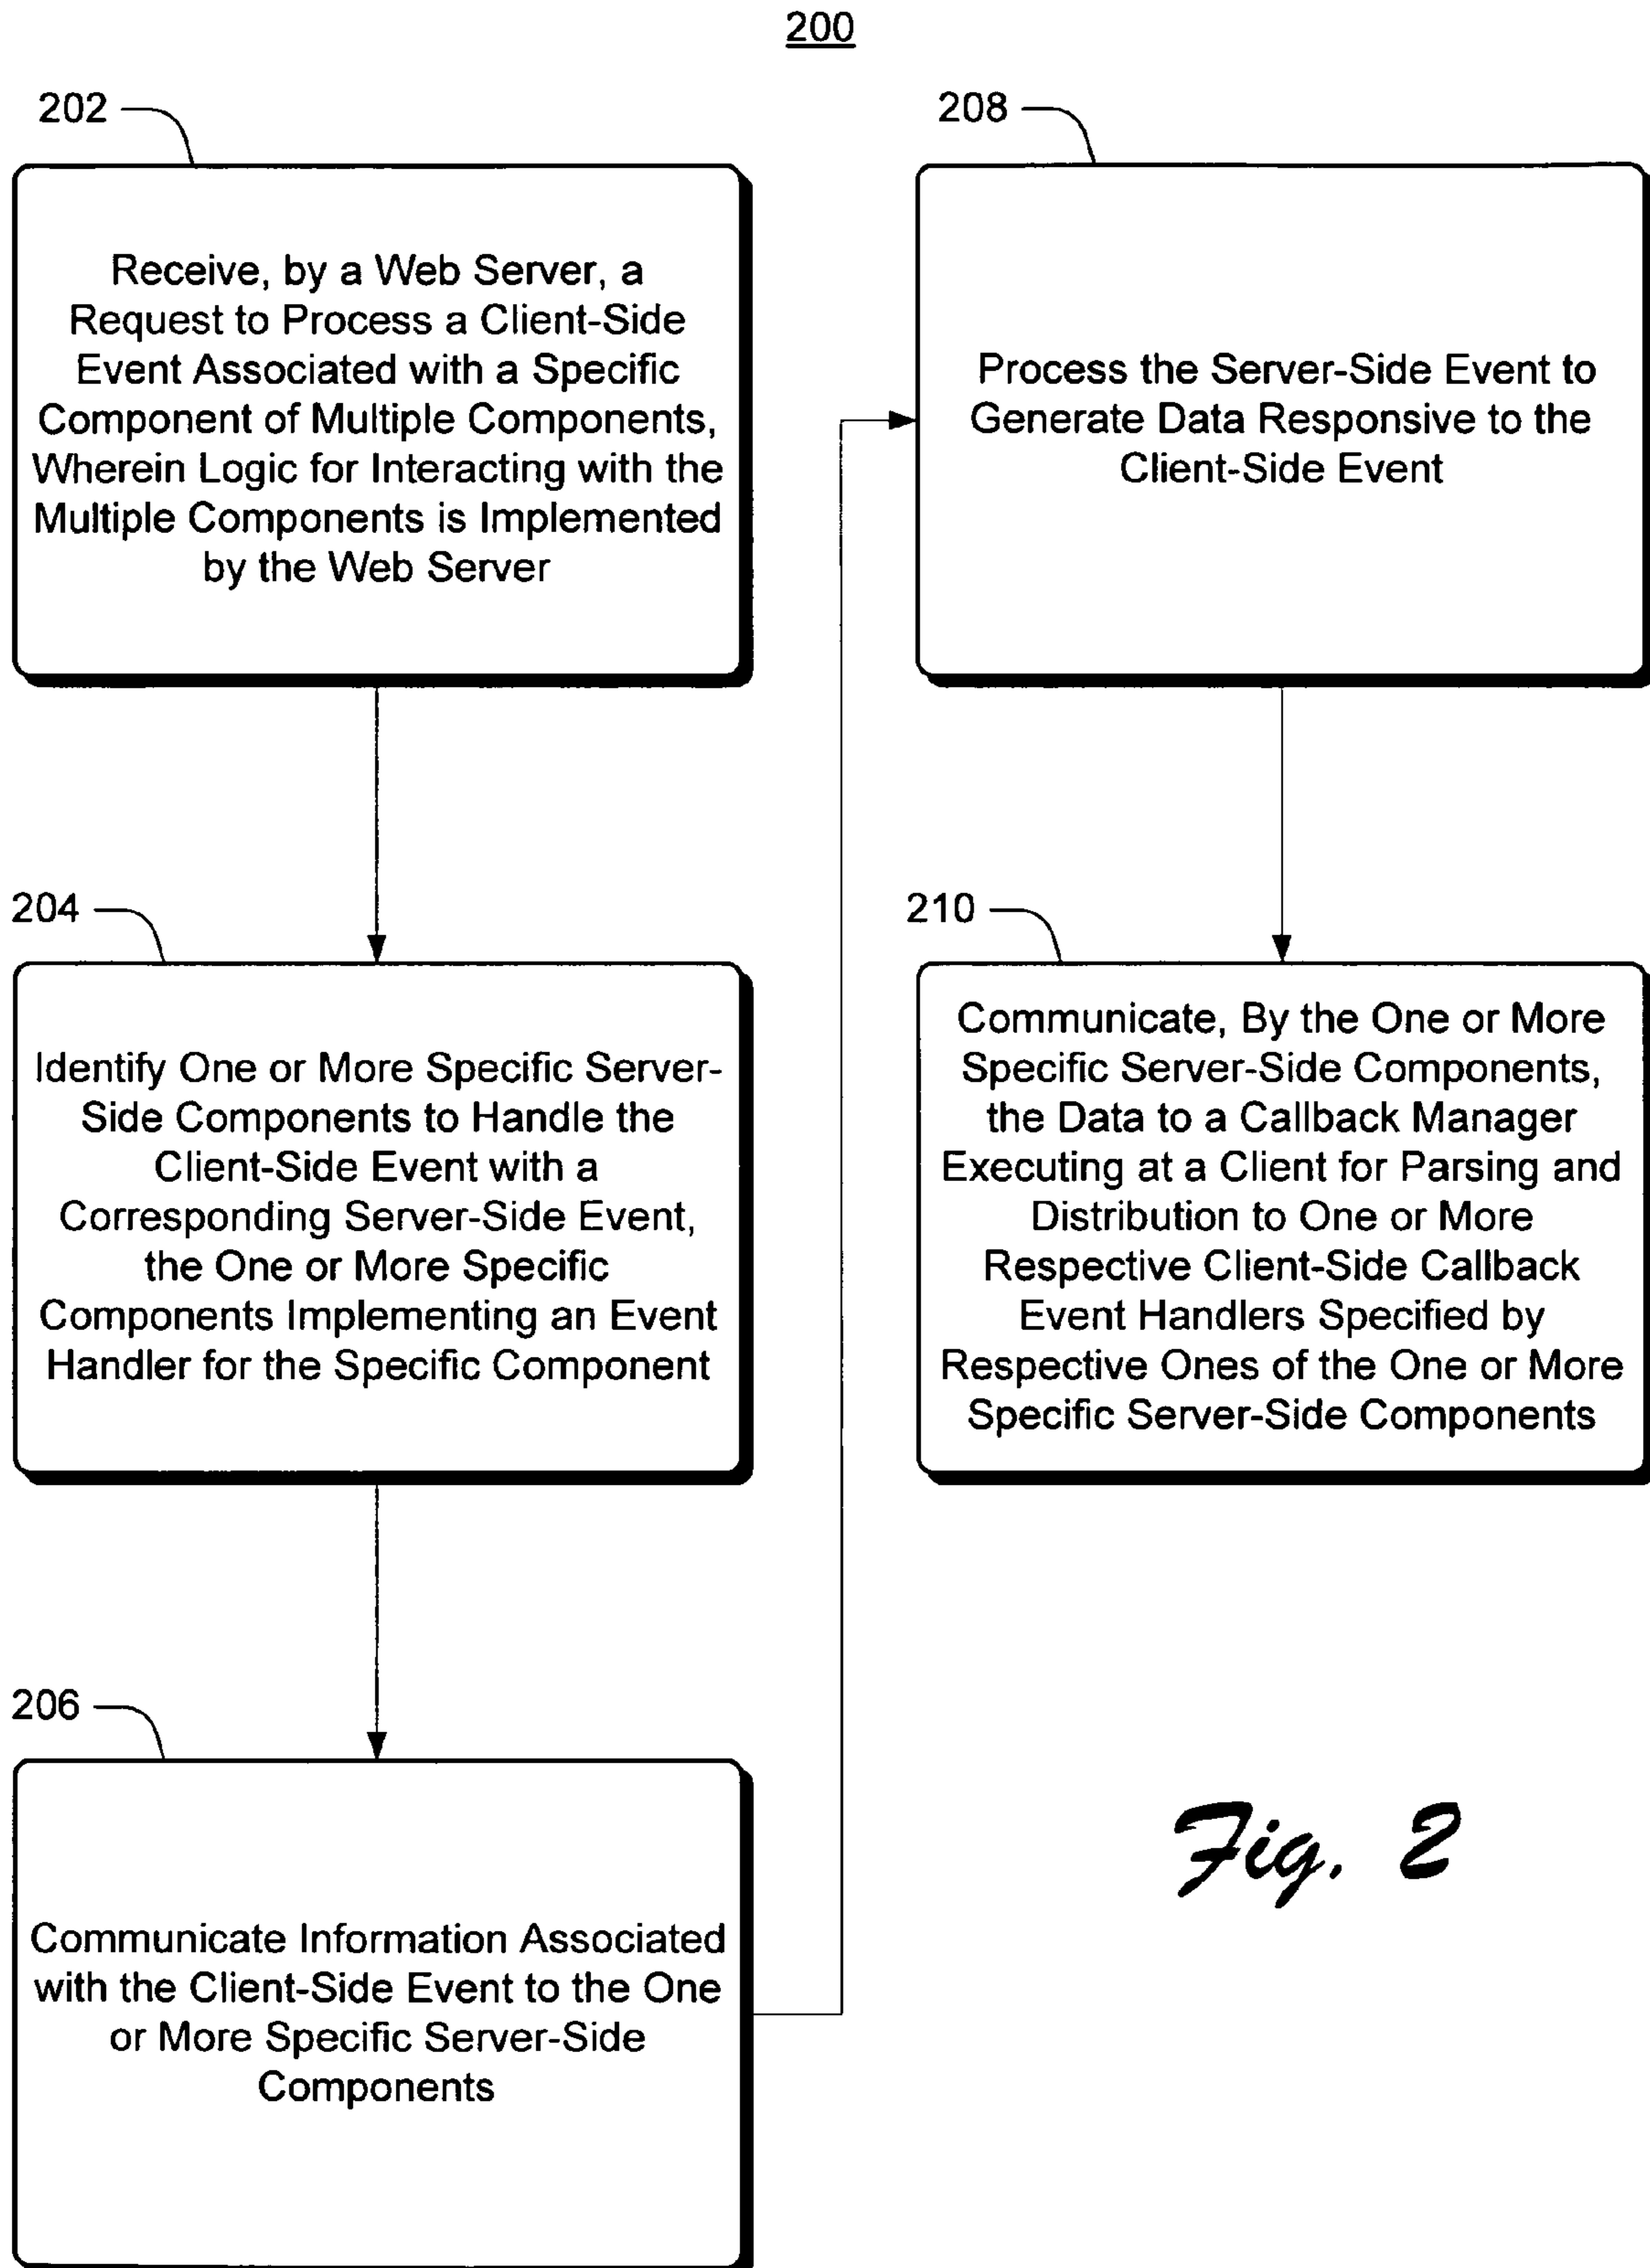 200
202
Receive, by a Web Server, a
Request to Process a Client-Side
Event Associated with a Specific
Component of Multiple Components,
Wherein Logic for Interacting with the
Multiple Components is Implemented
by the Web Server
204
Identify One or More Specific Server-
Side Components to Handle the
Client-Side Event with a
Corresponding Server-Side Event,
the One or More Specific
Components Implementing an Event
Handler for the Specific Component
206
Communicate Information Associated
with the Client-Side Event to the One
or More Specific Server-Side
Components
208
Process the Server-Side Event to
Generate Data Responsive to the
Client-Side Event
210
Communicate, By the One or More
Specific Server-Side Components,
the Data to a Callback Manager
Executing at a Client for Parsing and
Distribution to One or More
Respective Client-Side Callback
Event Handlers Specified by
Respective Ones of the One or More
Specific Server-Side Components
Fig. 2